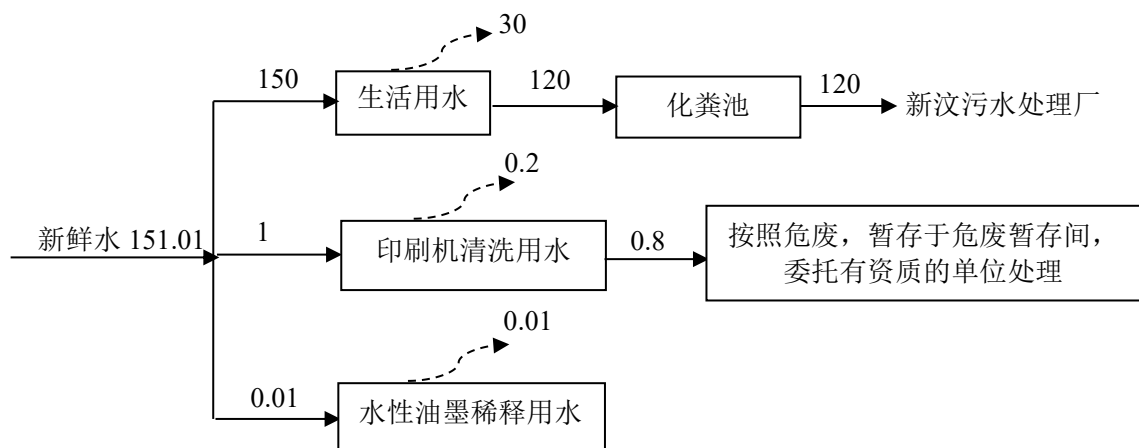 30
150
生活用水
120
化粪池
120
新汶污水处理厂
0.2
新鲜水 151.01
1
印刷机清洗用水
0.8
按照危废，暂存于危废暂存间，
委托有资质的单位处理
0.01
0.01
水性油墨稀释用水